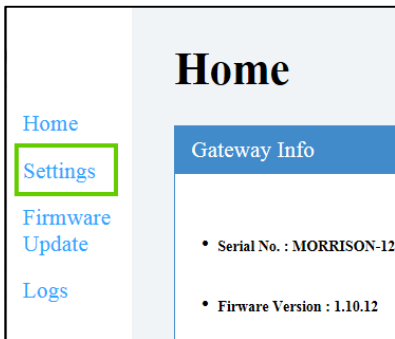 Home
Home
Settings
Firmware
Update
Logs
Gateway Info
• Serial No. : MORRISON-12
• Firware Version : 1.10.12